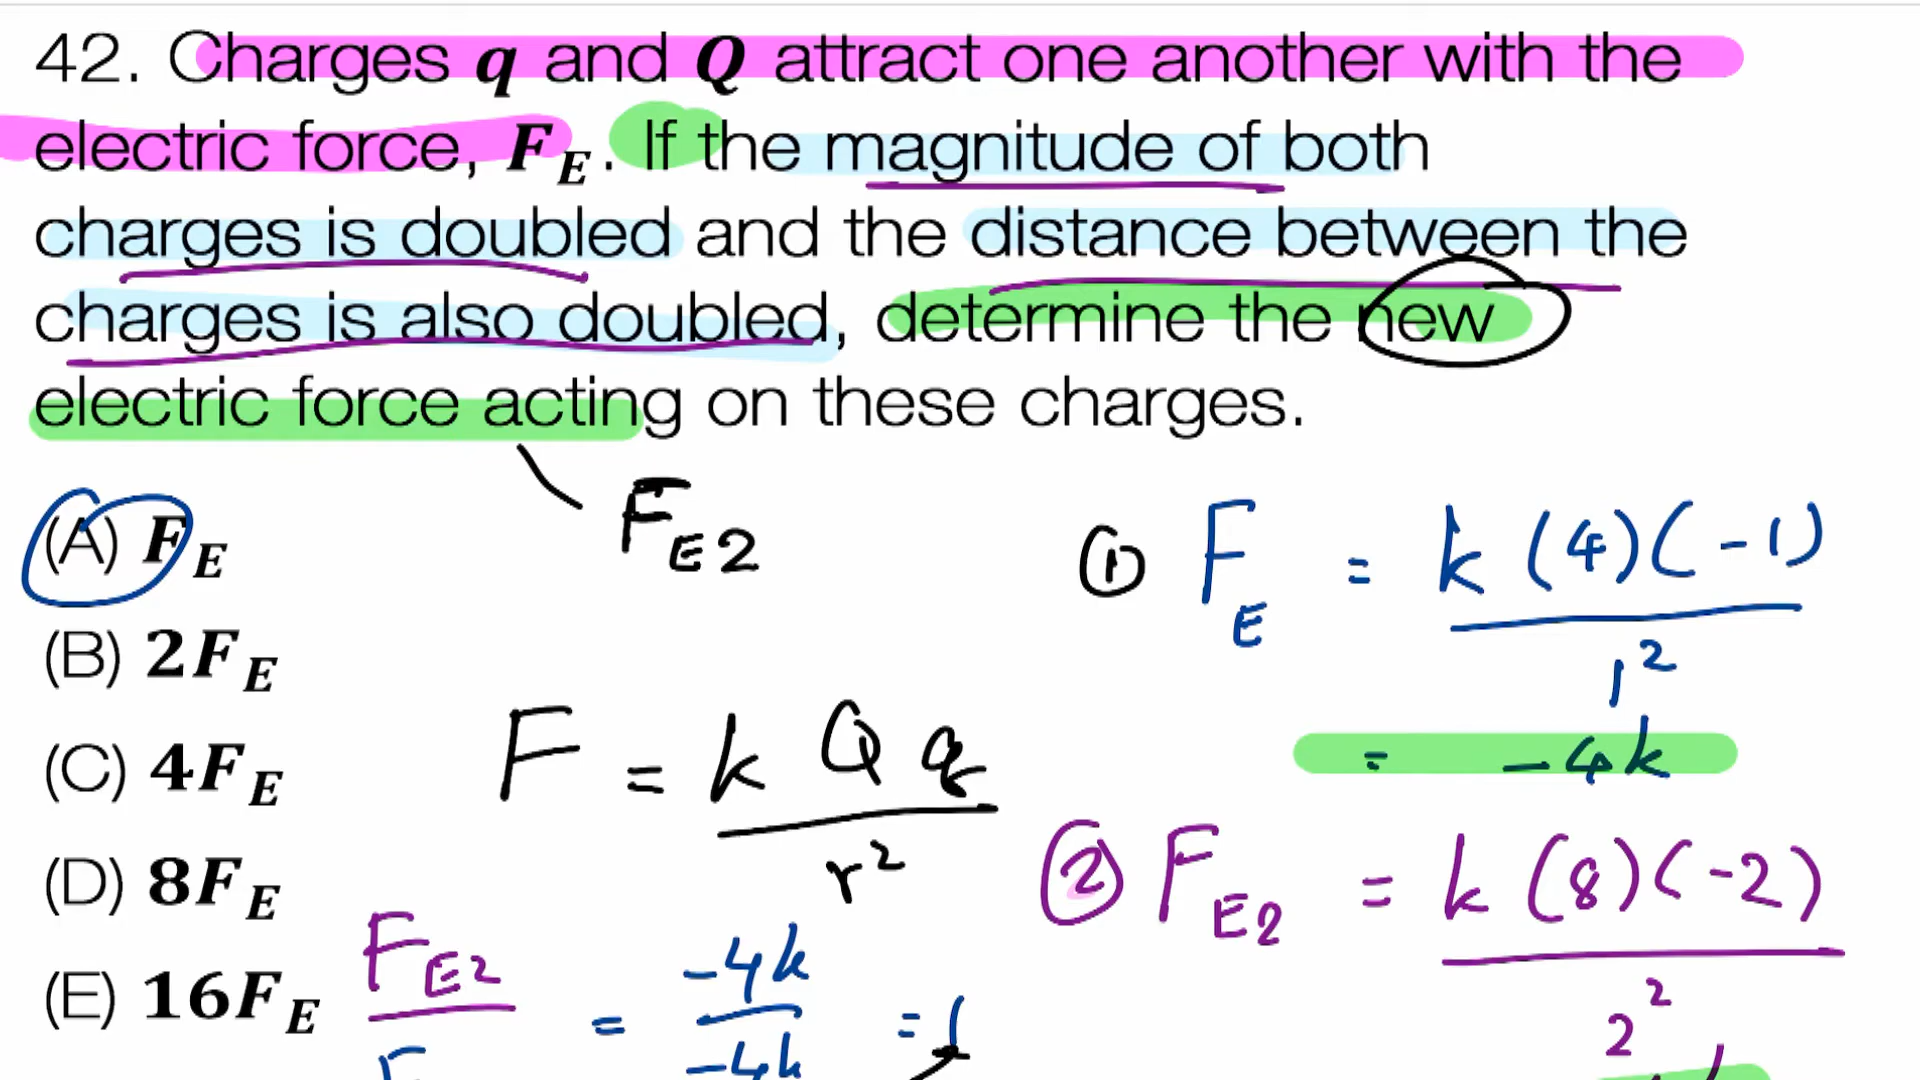 42. Charges q and Q attract one another with the
electric force, F_E. If the magnitude of both
charges is doubled and the distance between the
charges is also doubled, determine the new
electric force acting on these charges.
(A) F_E
(B) 2F_E
(C) 4F_E
(D) 8F_E
(E) 16F_E
F_E2
F = k Q q
r²
① F_E = k (4)(-1)
1²
= -4k
② F_E2 = k (8)(-2)
2²
F_E2 = -4k = 1
-4k